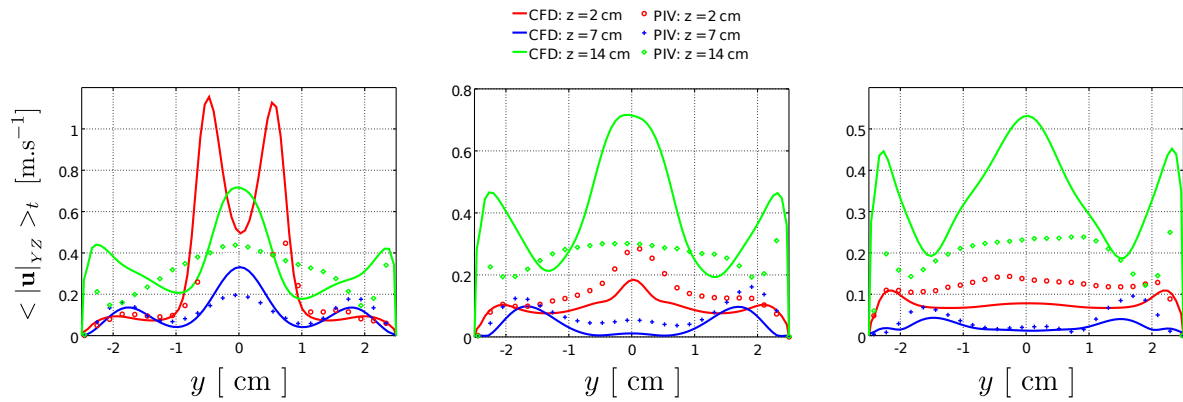 CFD: z=2 cm PIV: z=2 cm
CFD: z=7 cm PIV: z=7 cm
CFD: z=14 cm PIV: z=14 cm
< |u|_{YZ} >_t [m.s^{-1}]
1
0.8
0.6
0.4
0.2
0
-2 -1 0 1 2
y [ cm ]
0.8
0.6
0.4
0.2
0
-2 -1 0 1 2
y [ cm ]
0.5
0.4
0.3
0.2
0.1
0
-2 -1 0 1 2
y [ cm ]